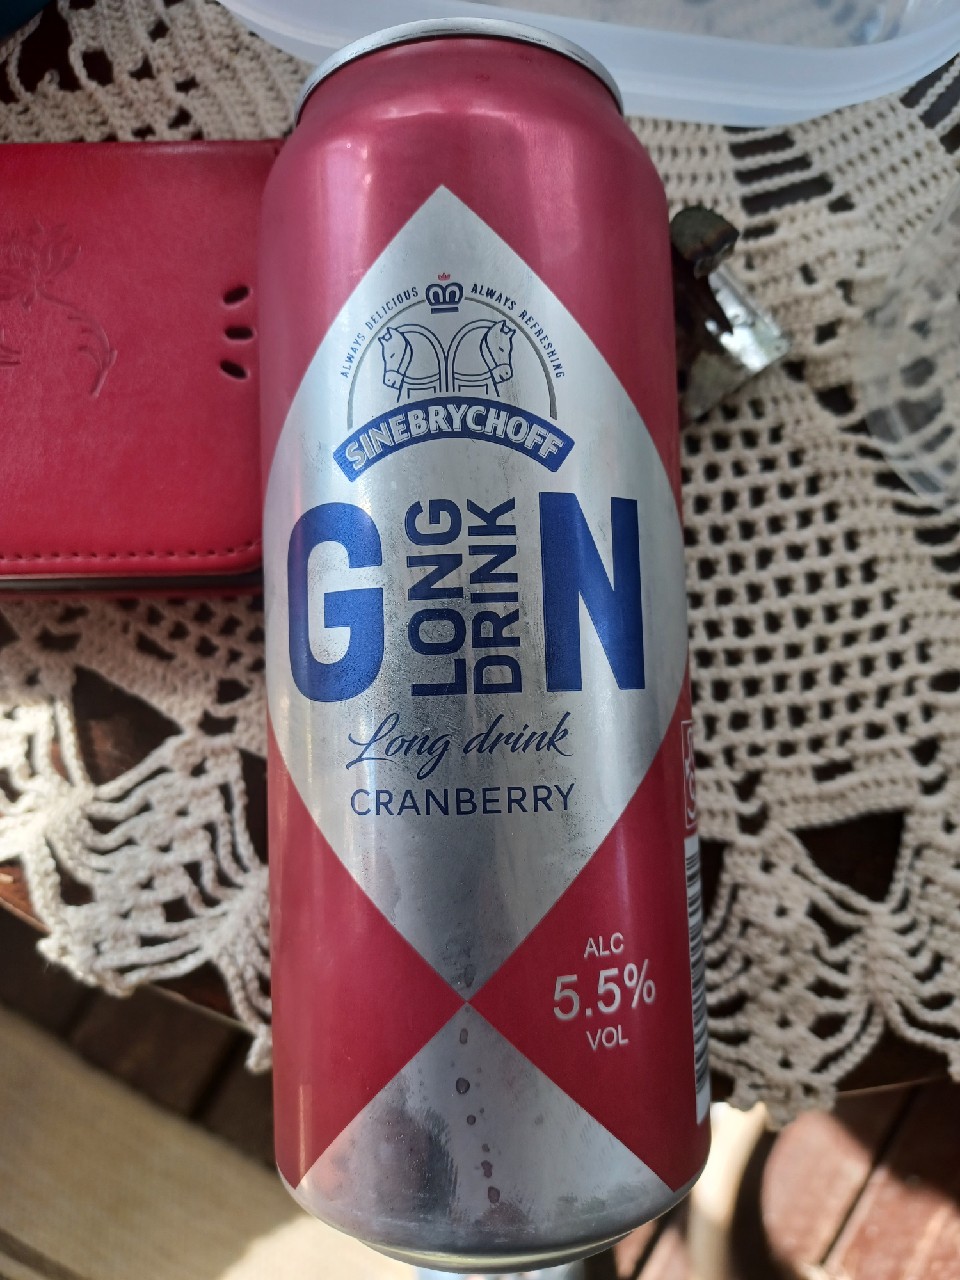 ALWAYS DELICIOUS ALWAYS REFRESHING
SINEBRYCHOFF
G LONG DRINK N
Long drink
CRANBERRY
ALC
5.5%
VOL